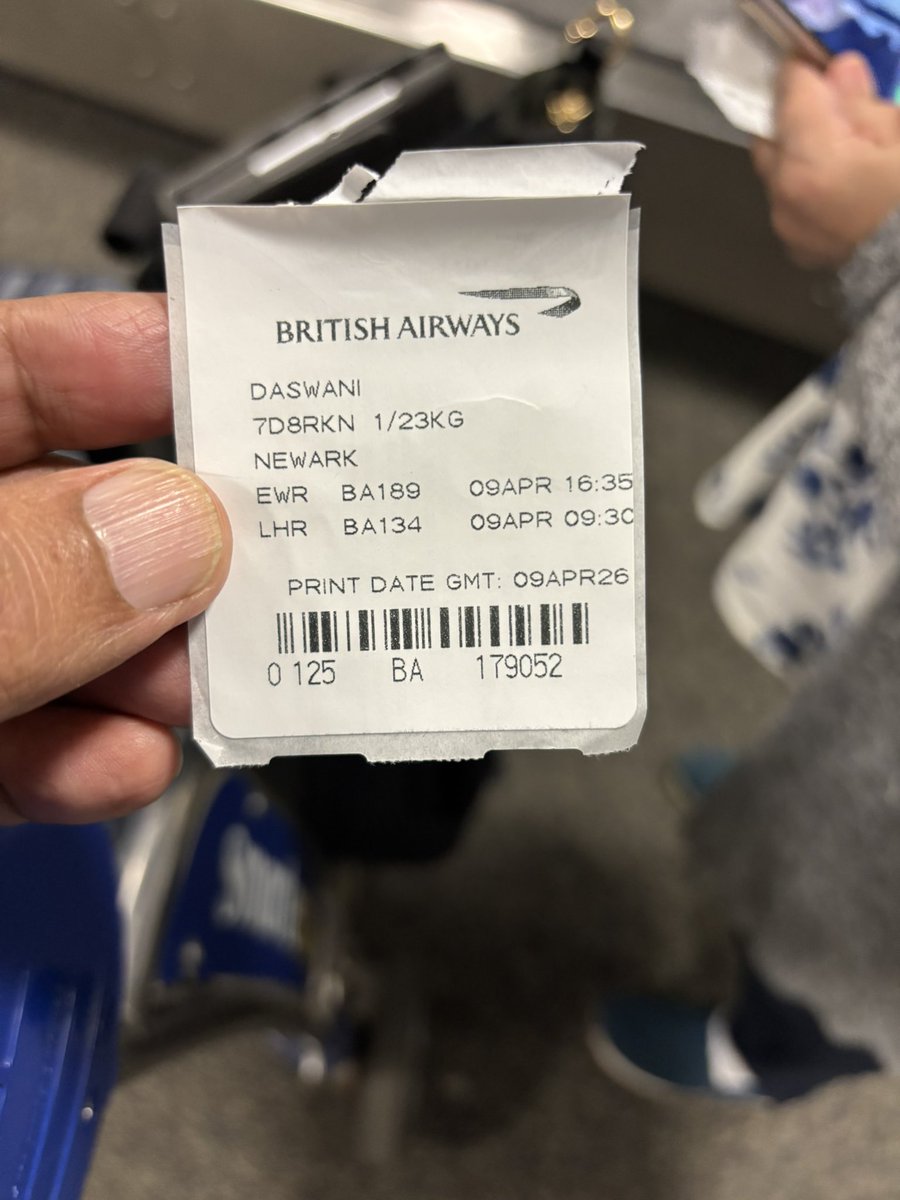 BRITISH AIRWAYS
DASWANI
7D8RKN 1/23KG
NEWARK
EWR BA189 09APR 16:35
LHR BA134 09APR 09:30
PRINT DATE GMT: 09APR26
0 125 BA 179052